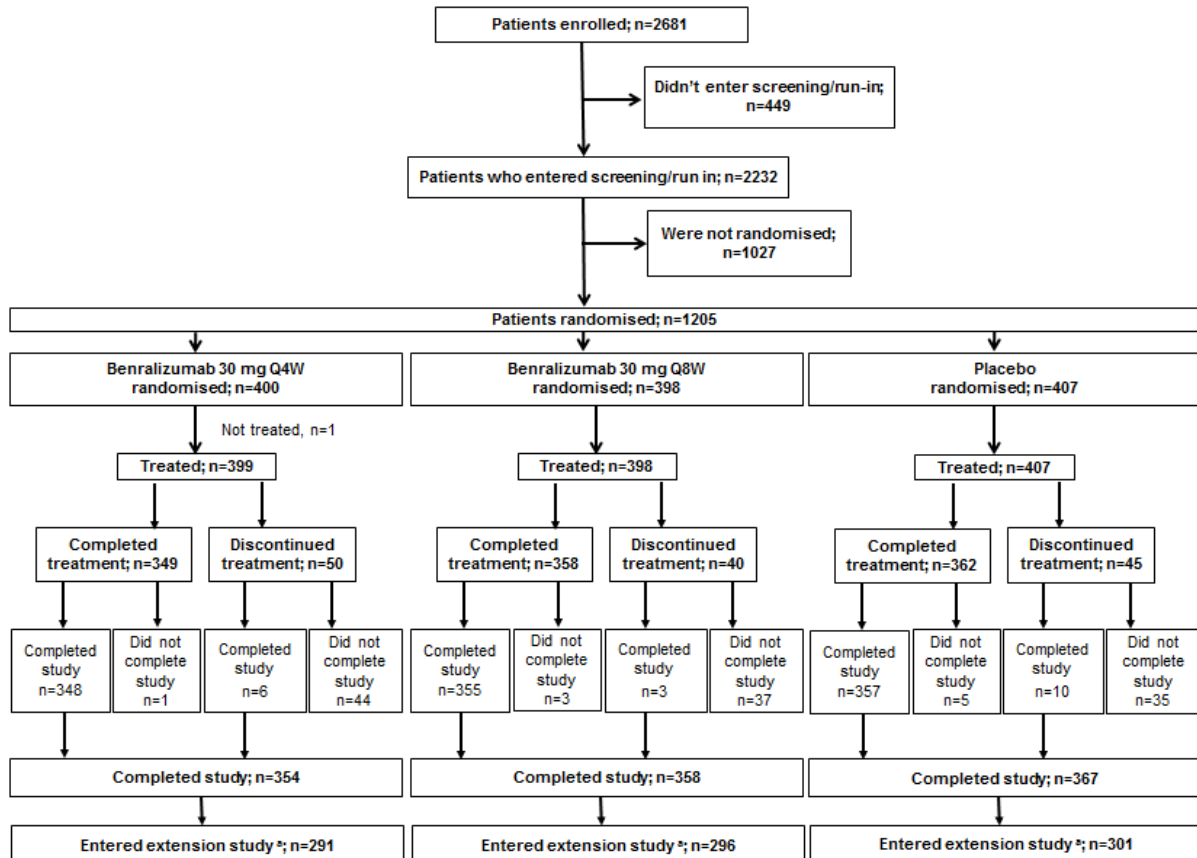 Patients enrolled; n=2681
Didn't enter screening/run-in;
n=449
Patients who entered screening/run in; n=2232
Were not randomised;
n=1027
Patients randomised; n=1205
Benralizumab 30 mg Q4W
randomised; n=400
Benralizumab 30 mg Q8W
randomised; n=398
Placebo
randomised; n=407
Not treated, n=1
Treated; n=399
Treated; n=398
Treated; n=407
Completed
treatment; n=349
Discontinued
treatment; n=50
Completed
treatment; n=358
Discontinued
treatment; n=40
Completed
treatment; n=362
Discontinued
treatment; n=45
Completed
study
n=348
Did not
complete
study
n=1
Completed
study
n=6
Did not
complete
study
n=44
Completed
study
n=355
Did not
complete
study
n=3
Completed
study
n=3
Did not
complete
study
n=37
Completed
study
n=357
Did not
complete
study
n=5
Completed
study
n=10
Did not
complete
study
n=35
Completed study; n=354
Completed study; n=358
Completed study; n=367
Entered extension study ª; n=291
Entered extension study ª; n=296
Entered extension study ª; n=301